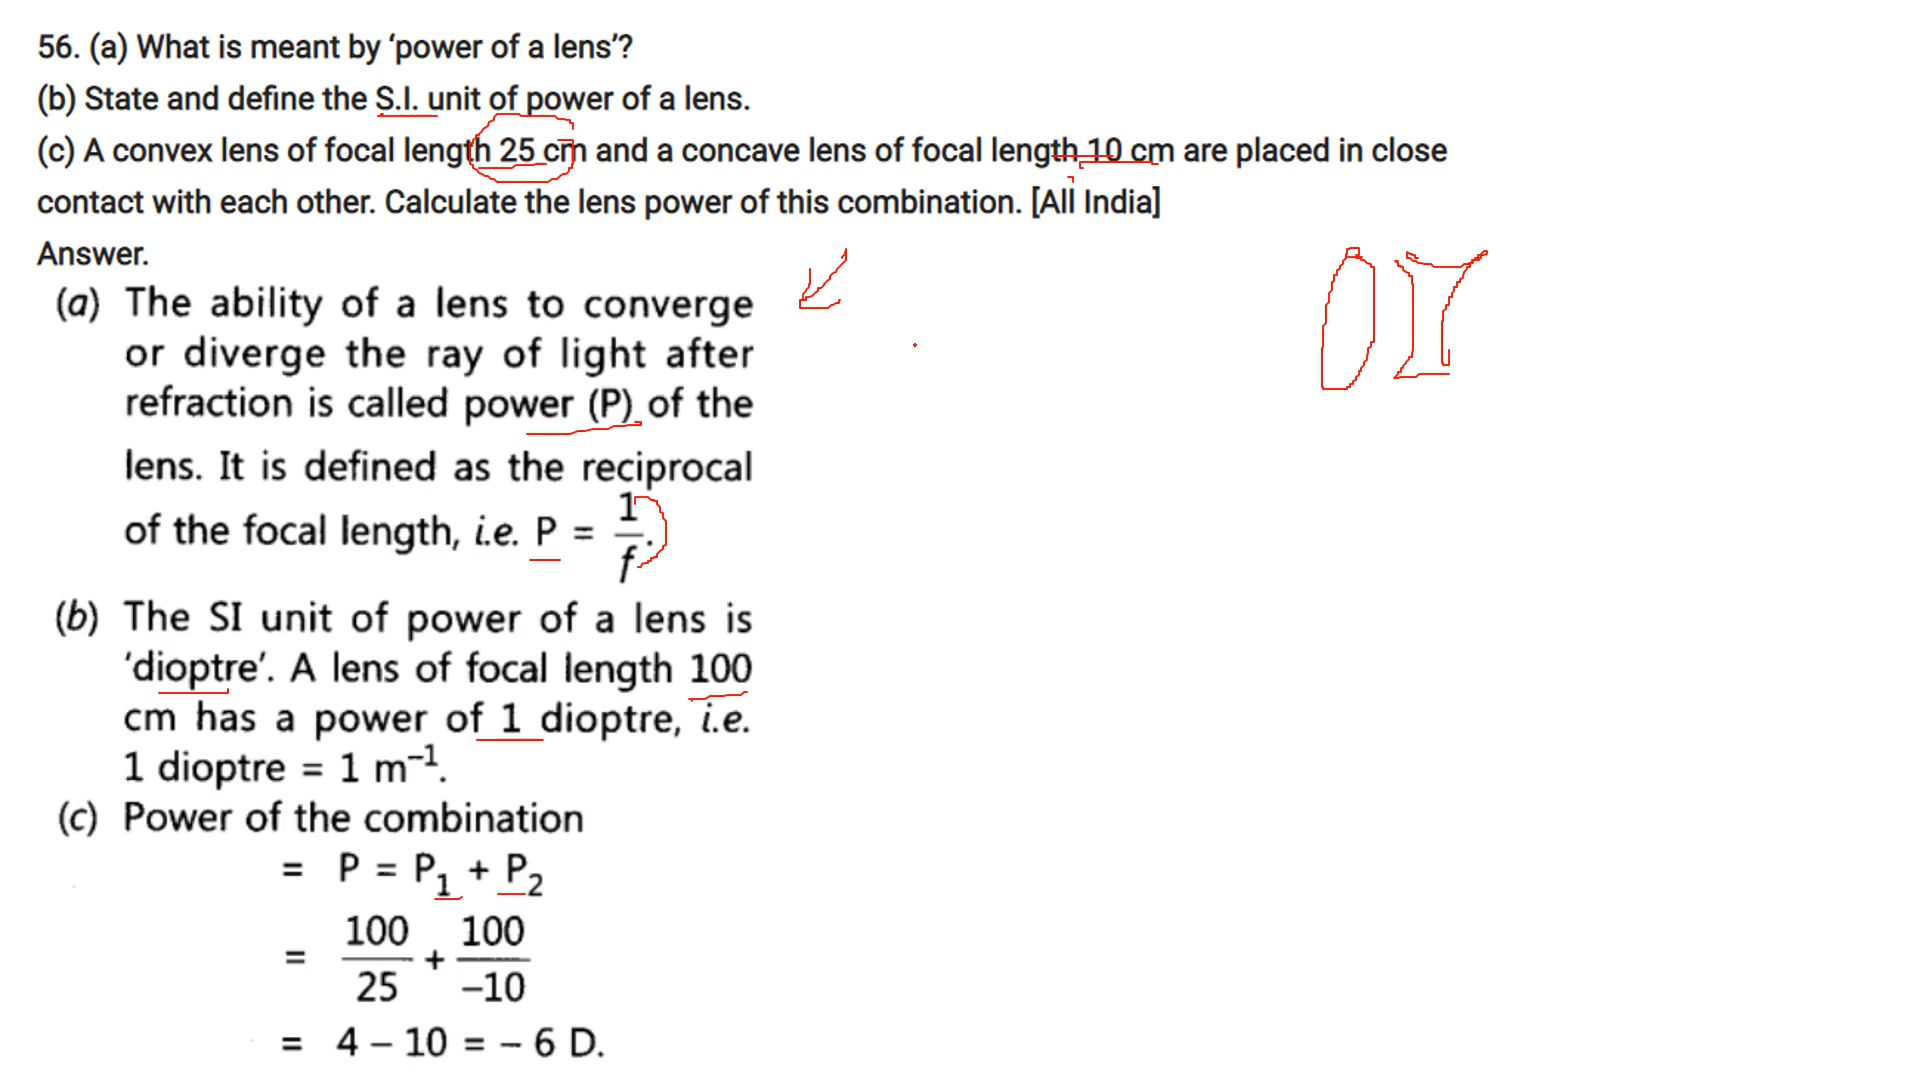 56. (a) What is meant by ‘power of a lens’?
(b) State and define the S.I. unit of power of a lens.
(c) A convex lens of focal length 25 cm and a concave lens of focal length 10 cm are placed in close
contact with each other. Calculate the lens power of this combination. [All India]
Answer.
(a) The ability of a lens to converge
or diverge the ray of light after
refraction is called power (P) of the
lens. It is defined as the reciprocal
of the focal length, i.e. P = 1/f.
(b) The SI unit of power of a lens is
‘dioptre’. A lens of focal length 100
cm has a power of 1 dioptre, i.e.
1 dioptre = 1 m⁻¹.
(c) Power of the combination
= P = P₁ + P₂
= 100/25 + 100/–10
= 4 – 10 = – 6 D.